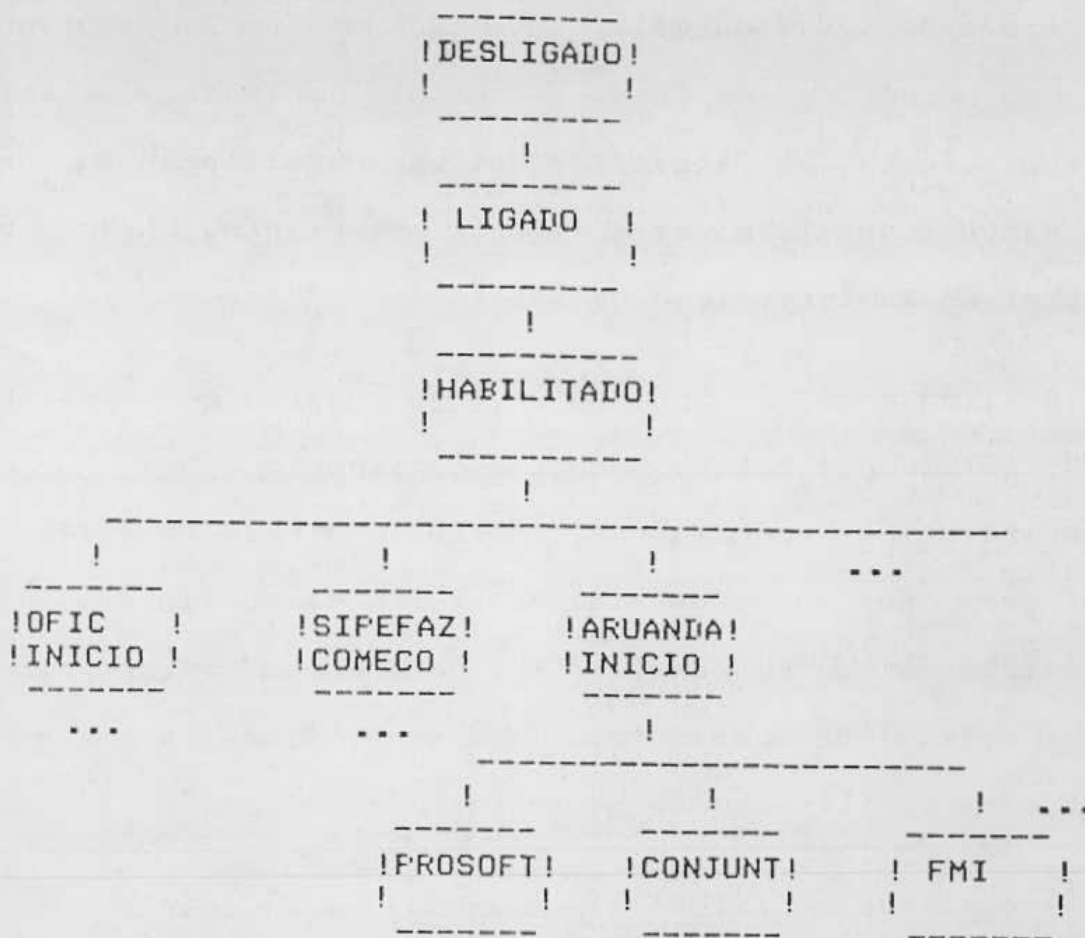 !DESLIGADO!
! !
!
! LIGADO !
! !
!
!HABILITADO!
! !
!
! ! ! ...
!OFIC ! !SIPEFAZ! !ARUANDA!
!INICIO ! !COMECO ! !INICIO !
... ... !
! ! ! ...
!PROSOFT! !CONJUNT! ! FMI !
! ! ! ! ! !